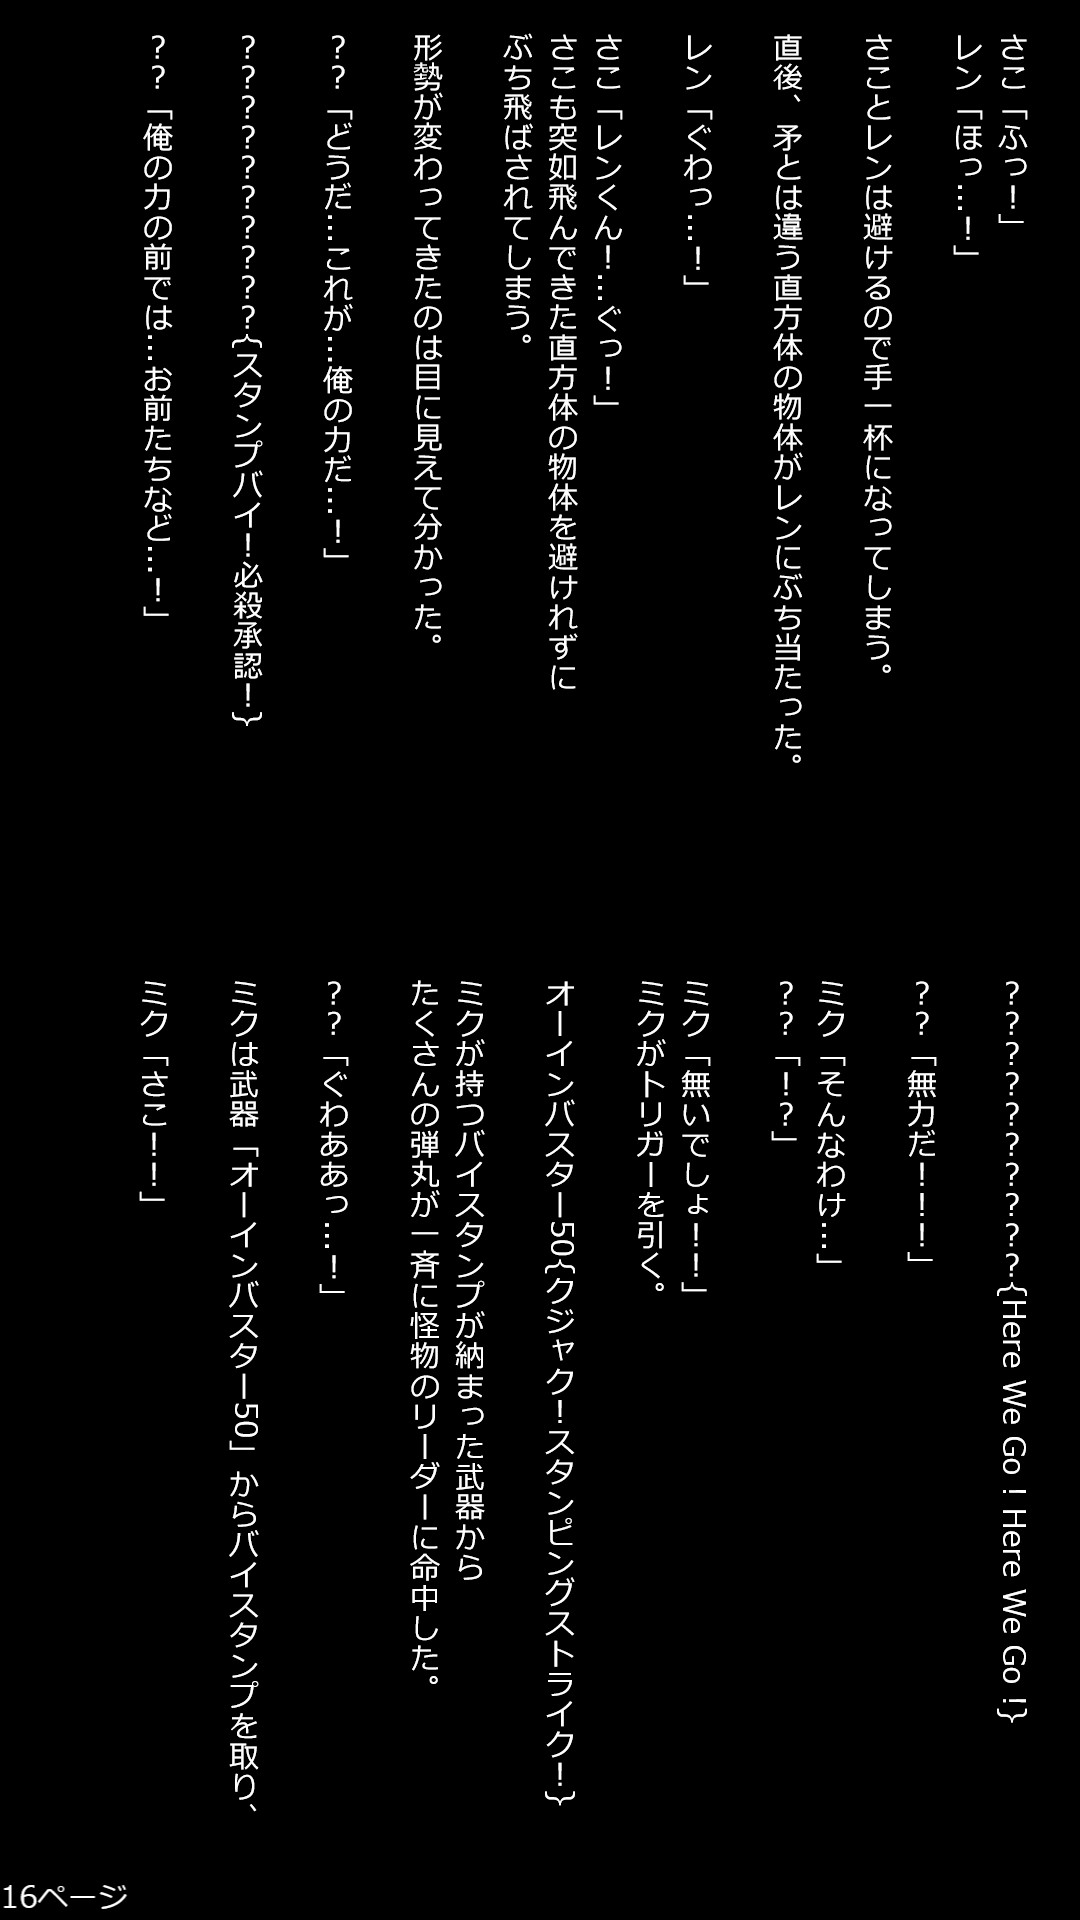 さこ「ふっ！」
レン「ほっ…！」
さことレンは避けるので手一杯になってしまう。
直後、矛とは違う直方体の物体がレンにぶち当たった。
レン「ぐわっ…！」
さこ「レンくん！…ぐっ！」
さこも突如飛んできた直方体の物体を避けれずに
ぶち飛ばされてしまう。
形勢が変わってきたのは目に見えて分かった。
？？「どうだ…これが…俺の力だ…！」
？？？？？？？？？？{スタンプバイ！必殺承認！}
？？「俺の力の前では…お前たちなど…！」
？？？？？？？？？？{Here We Go！Here We Go！}
？？「無力だ！！！」
ミク「そんなわけ…」
？？「！？」
ミク「無いでしょ！！」
ミクがトリガーを引く。
オーインバスター50{クジャク！スタンピングストライク！}
ミクが持つバイスタンプが納まった武器から
たくさんの弾丸が一斉に怪物のリーダーに命中した。
？？「ぐわああっ…！」
ミクは武器「オーインバスター50」からバイスタンプを取り、
ミク「さこ！！」
16ページ